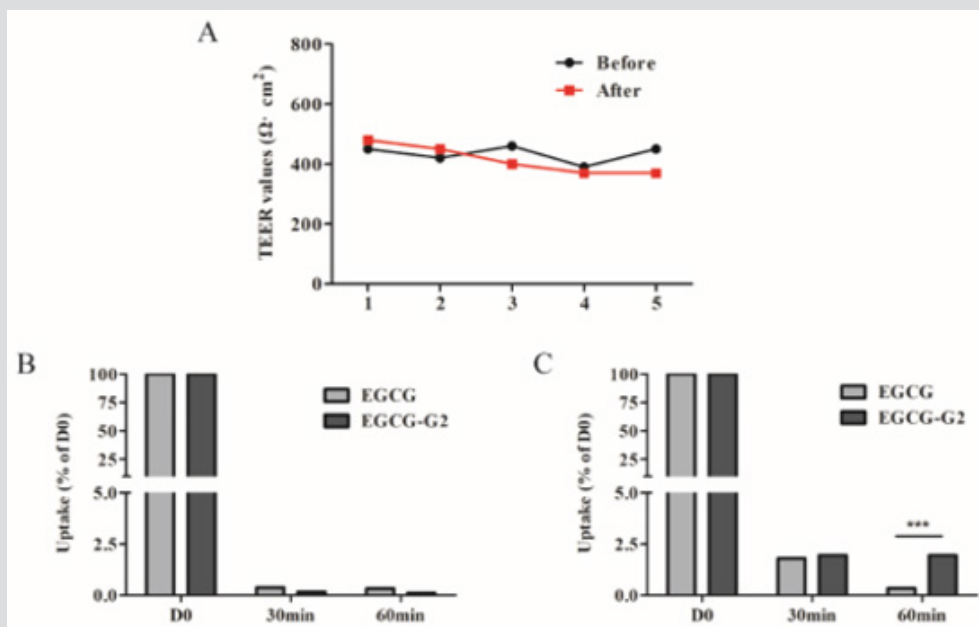 A
TEER values (Ω· cm²)
800
600
400
200
0
Before
After
1 2 3 4 5
B
Uptake (% of D0)
100
75
50
25
5.0
2.5
0.0
EGCG
EGCG-G2
D0 30min 60min
C
Uptake (% of D0)
100
75
50
25
5.0
2.5
0.0
EGCG
EGCG-G2
***
D0 30min 60min